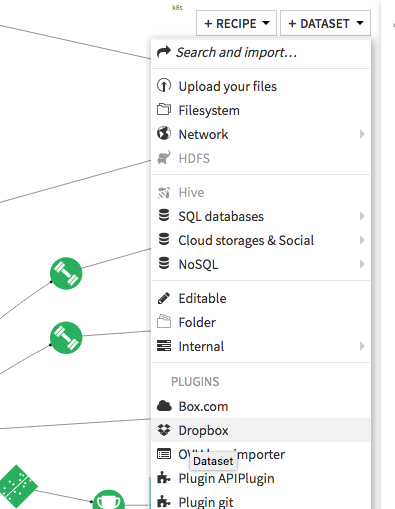 k8s
+ RECIPE
+ DATASET
Search and import…
Upload your files
Filesystem
Network
HDFS
Hive
SQL databases
Cloud storages & Social
NoSQL
Editable
Folder
Internal
PLUGINS
Box.com
Dropbox
importer
Dataset
Plugin APIPlugin
Plugin git